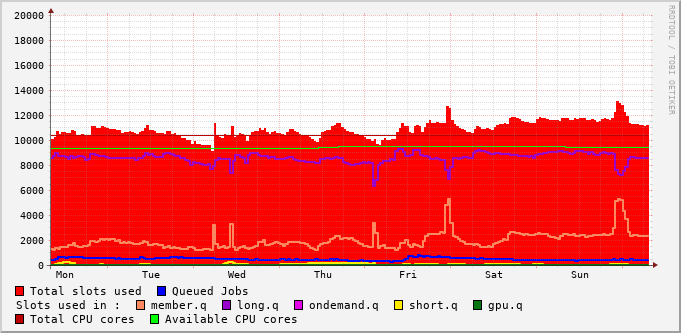 20000
18000
16000
14000
12000
10000
8000
6000
4000
2000
0
Mon Tue Wed Thu Fri Sat Sun
Total slots used Queued Jobs
Slots used in : member.q long.q ondemand.q short.q gpu.q
Total CPU cores Available CPU cores
RRDTOOL / TOBI OETIKER